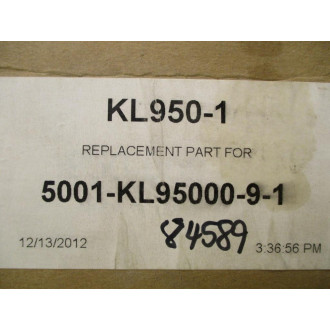 KL950-1
REPLACEMENT PART FOR
5001-KL95000-9-1
12/13/2012 84589 3:36:56 PM